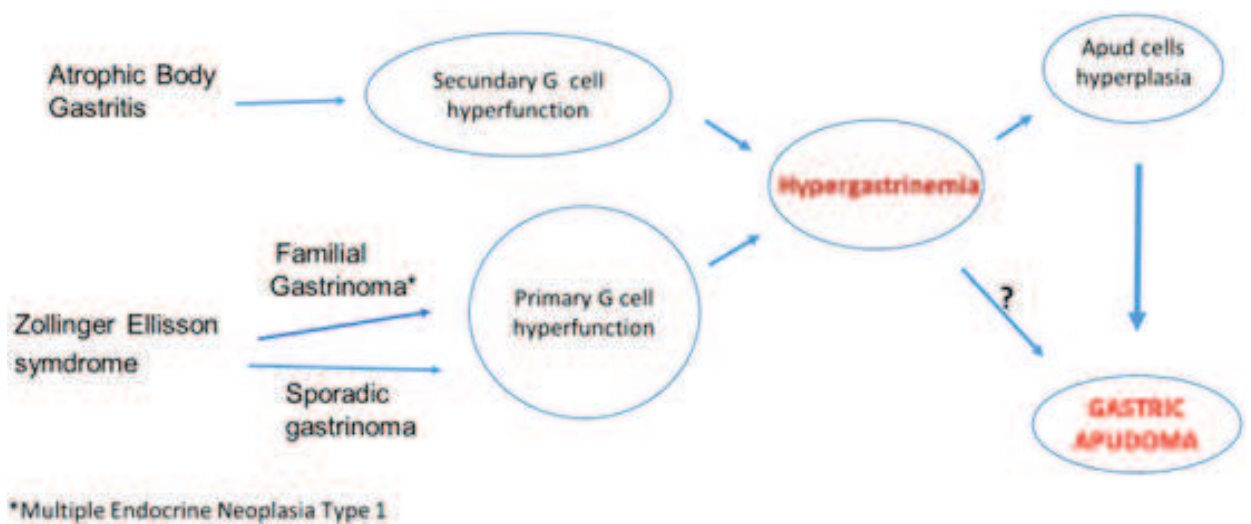 Atrophic Body
Gastritis
Secundary G cell
hyperfunction
Apud cells
hyperplasia
Hypergastrinemia
Familial
Gastrinoma*
Primary G cell
hyperfunction
?
Zollinger Ellisson
symdrome
Sporadic
gastrinoma
GASTRIC
APUDOMA
*Multiple Endocrine Neoplasia Type 1